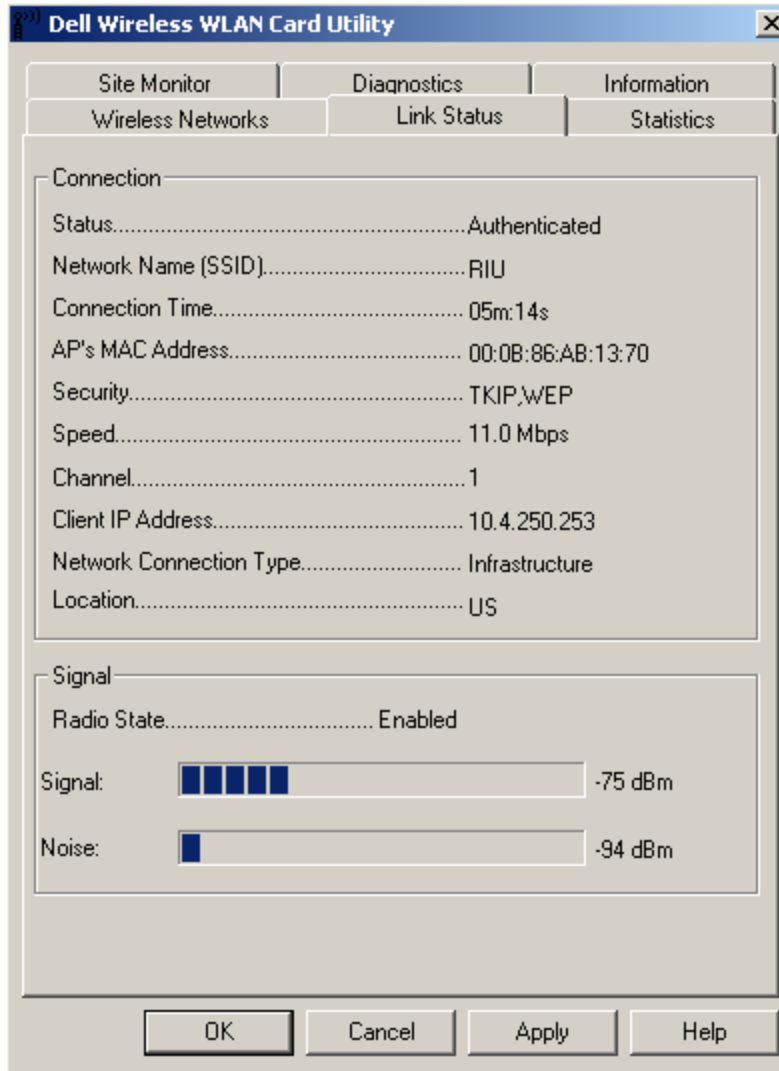 Dell Wireless WLAN Card Utility
Site Monitor Diagnostics Information
Wireless Networks Link Status Statistics
Connection
Status.......................................................Authenticated
Network Name (SSID)...............................RIU
Connection Time....................................... 05m:14s
AP's MAC Address.................................... 00:0B:86:AB:13:70
Security.................................................... TKIP,WEP
Speed...................................................... 11.0 Mbps
Channel....................................................1
Client IP Address....................................... 10.4.250.253
Network Connection Type......................... Infrastructure
Location................................................... US
Signal
Radio State................................. Enabled
Signal: -75 dBm
Noise: -94 dBm
OK Cancel Apply Help